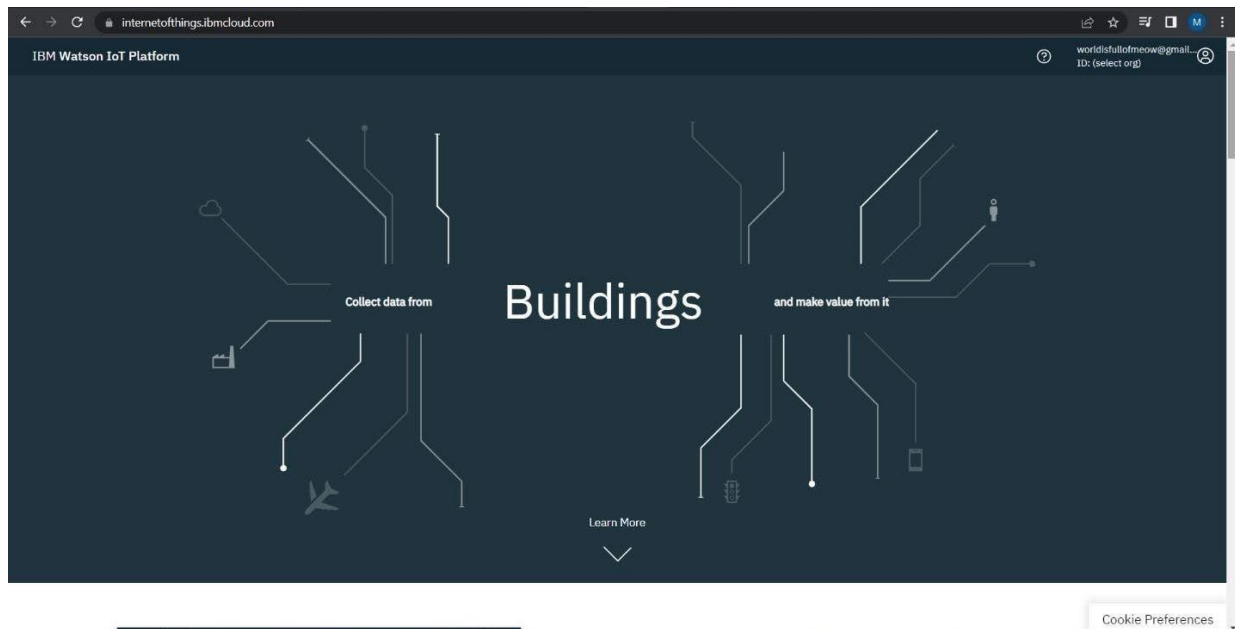 internetofthings.ibmcloud.com
M
IBM Watson IoT Platform
worldisfullofmeow@gmail...
ID: (select org)
Collect data from
Buildings
and make value from it
Learn More
Cookie Preferences